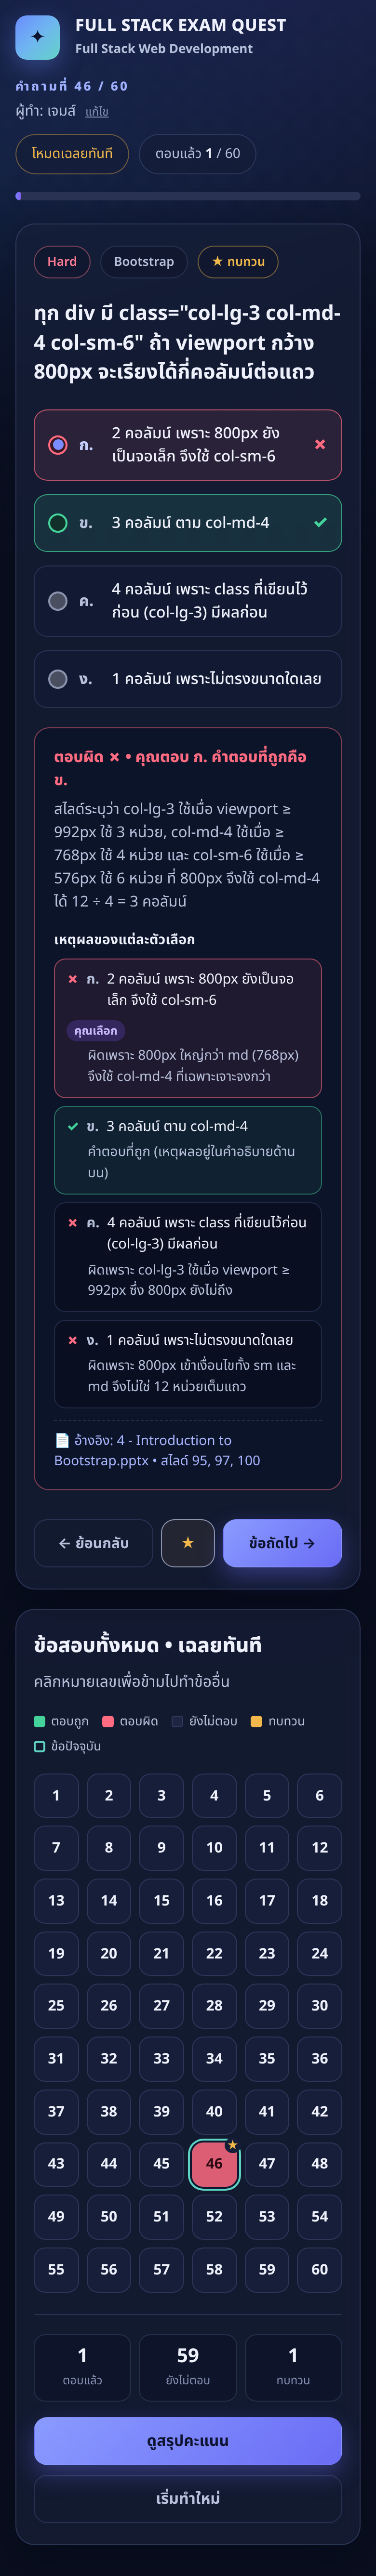 ✦
FULL STACK EXAM QUEST
Full Stack Web Development
คำถามที่ 46 / 60
ผู้ทำ: เจมส์ แก้ไข
โหมดเฉลยทันที
ตอบแล้ว 1 / 60
Hard
Bootstrap
★ ทบทวน
ทุก div มี class="col-lg-3 col-md-
4 col-sm-6" ถ้า viewport กว้าง
800px จะเรียงได้กี่คอลัมน์ต่อแถว
ก. 2 คอลัมน์ เพราะ 800px ยัง
เป็นจอเล็ก จึงใช้ col-sm-6 ×
ข. 3 คอลัมน์ ตาม col-md-4 ✓
ค. 4 คอลัมน์ เพราะ class ที่เขียนไว้
ก่อน (col-lg-3) มีผลก่อน
ง. 1 คอลัมน์ เพราะไม่ตรงขนาดใดเลย
ตอบผิด × • คุณตอบ ก. คำตอบที่ถูกคือ
ข.
สไลด์ระบุว่า col-lg-3 ใช้เมื่อ viewport ≥
992px ใช้ 3 หน่วย, col-md-4 ใช้เมื่อ ≥
768px ใช้ 4 หน่วย และ col-sm-6 ใช้เมื่อ ≥
576px ใช้ 6 หน่วย ที่ 800px จึงใช้ col-md-4
ได้ 12 ÷ 4 = 3 คอลัมน์
เหตุผลของแต่ละตัวเลือก
× ก. 2 คอลัมน์ เพราะ 800px ยังเป็นจอ
เล็ก จึงใช้ col-sm-6
คุณเลือก
ผิดเพราะ 800px ใหญ่กว่า md (768px)
จึงใช้ col-md-4 ที่เฉพาะเจาะจงกว่า
✓ ข. 3 คอลัมน์ ตาม col-md-4
คำตอบที่ถูก (เหตุผลอยู่ในคำอธิบายด้าน
บน)
× ค. 4 คอลัมน์ เพราะ class ที่เขียนไว้ก่อน
(col-lg-3) มีผลก่อน
ผิดเพราะ col-lg-3 ใช้เมื่อ viewport ≥
992px ซึ่ง 800px ยังไม่ถึง
× ง. 1 คอลัมน์ เพราะไม่ตรงขนาดใดเลย
ผิดเพราะ 800px เข้าเงื่อนไขทั้ง sm และ
md จึงไม่ใช่ 12 หน่วยเต็มแถว
📄 อ้างอิง: 4 - Introduction to
Bootstrap.pptx • สไลด์ 95, 97, 100
← ย้อนกลับ
★
ข้อถัดไป →
ข้อสอบทั้งหมด • เฉลยทันที
คลิกหมายเลขเพื่อข้ามไปทำข้ออื่น
ตอบถูก ตอบผิด ยังไม่ตอบ ทบทวน
ข้อปัจจุบัน
1 2 3 4 5 6
7 8 9 10 11 12
13 14 15 16 17 18
19 20 21 22 23 24
25 26 27 28 29 30
31 32 33 34 35 36
37 38 39 40 41 42
43 44 45 46 ★ 47 48
49 50 51 52 53 54
55 56 57 58 59 60
1 59 1
ตอบแล้ว ยังไม่ตอบ ทบทวน
ดูสรุปคะแนน
เริ่มทำใหม่